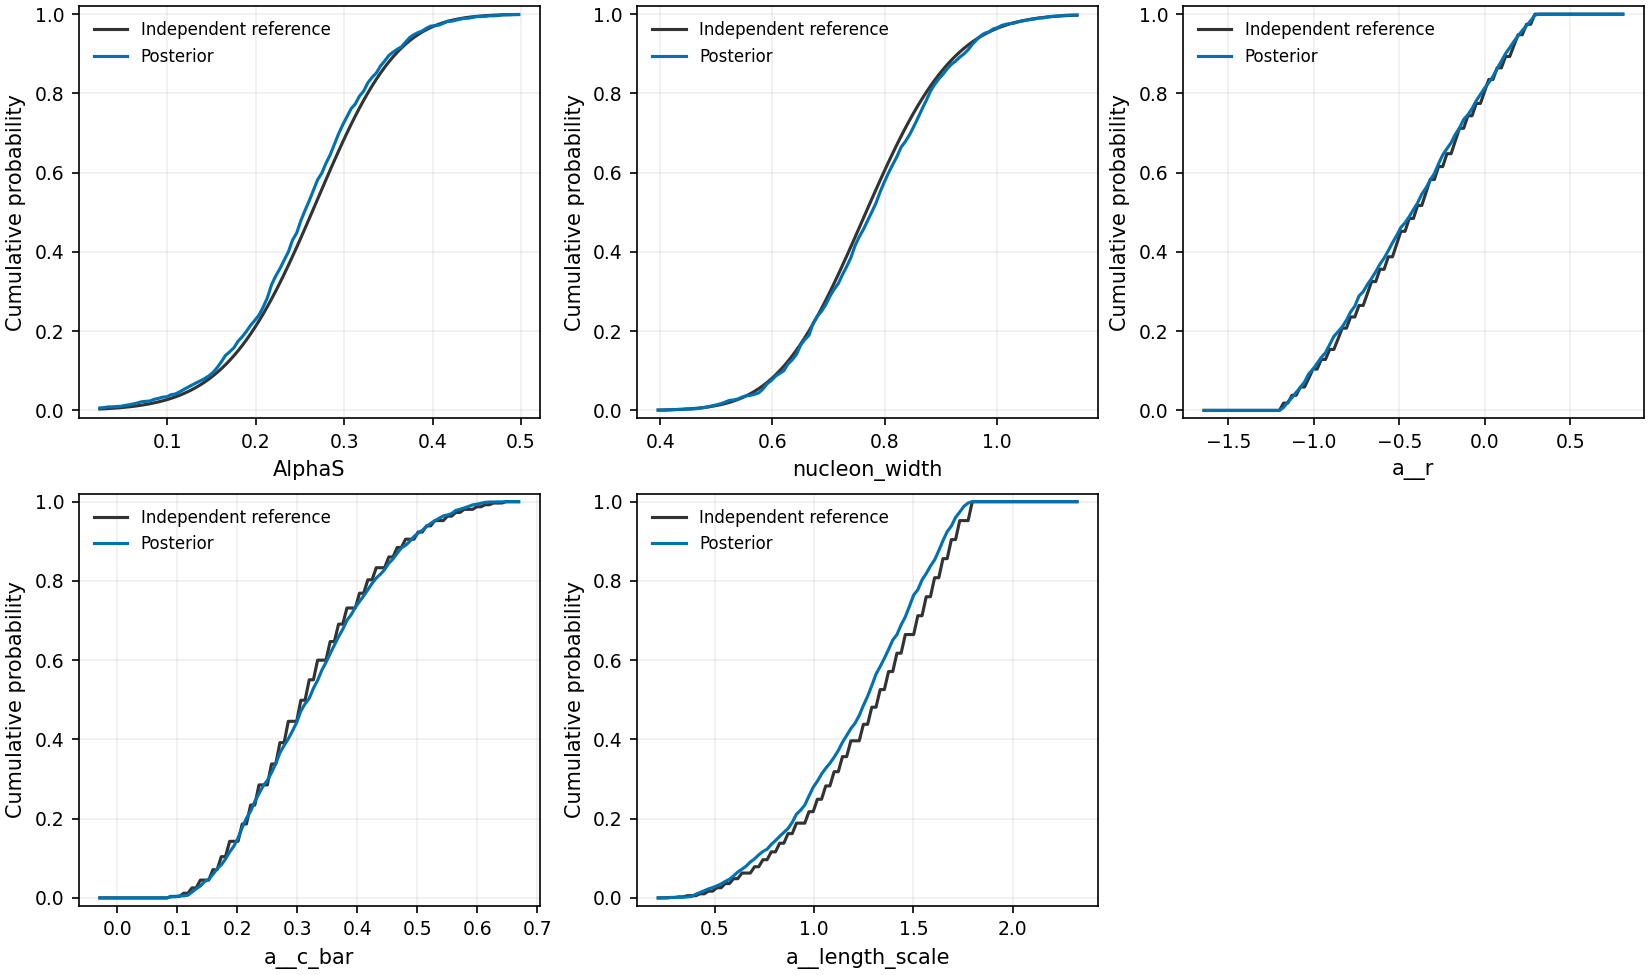 Cumulative probability
1.0
0.8
0.6
0.4
0.2
0.0
Independent reference
Posterior
0.1 0.2 0.3 0.4 0.5
AlphaS
Cumulative probability
1.0
0.8
0.6
0.4
0.2
0.0
Independent reference
Posterior
0.4 0.6 0.8 1.0
nucleon_width
Cumulative probability
1.0
0.8
0.6
0.4
0.2
0.0
Independent reference
Posterior
−1.5 −1.0 −0.5 0.0 0.5
a__r
Cumulative probability
1.0
0.8
0.6
0.4
0.2
0.0
Independent reference
Posterior
0.0 0.1 0.2 0.3 0.4 0.5 0.6 0.7
a__c_bar
Cumulative probability
1.0
0.8
0.6
0.4
0.2
0.0
Independent reference
Posterior
0.5 1.0 1.5 2.0
a__length_scale